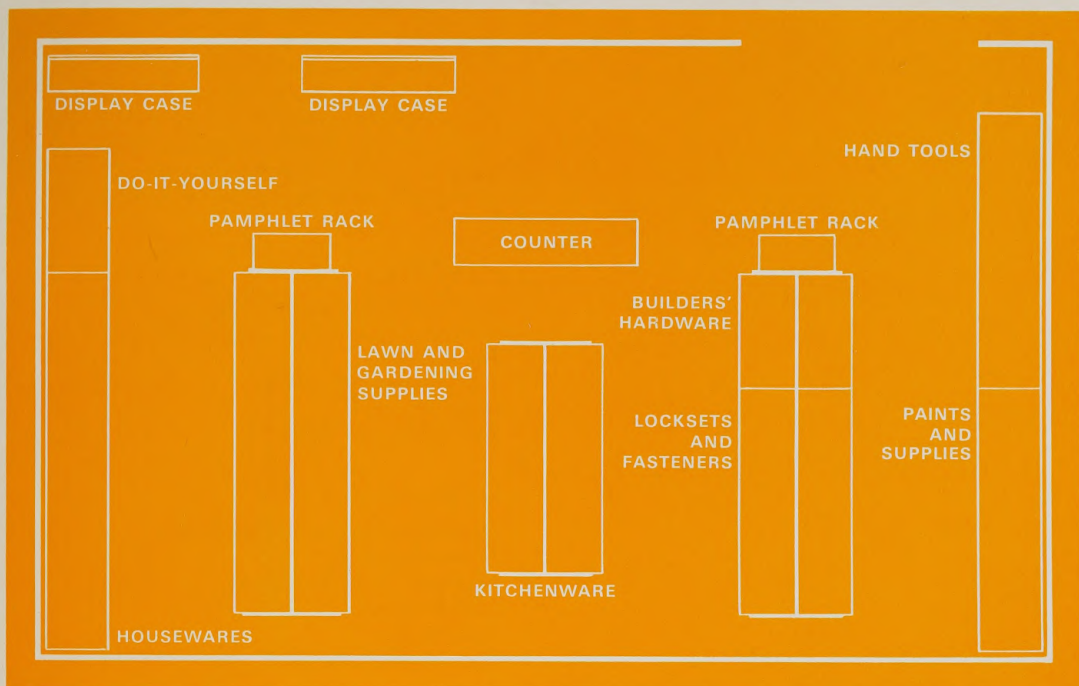 DISPLAY CASE
DISPLAY CASE
HAND TOOLS
DO-IT-YOURSELF
PAMPHLET RACK
COUNTER
PAMPHLET RACK
BUILDERS'
HARDWARE
LAWN AND
GARDENING
SUPPLIES
LOCKSETS
AND
FASTENERS
PAINTS
AND
SUPPLIES
KITCHENWARE
HOUSEWARES